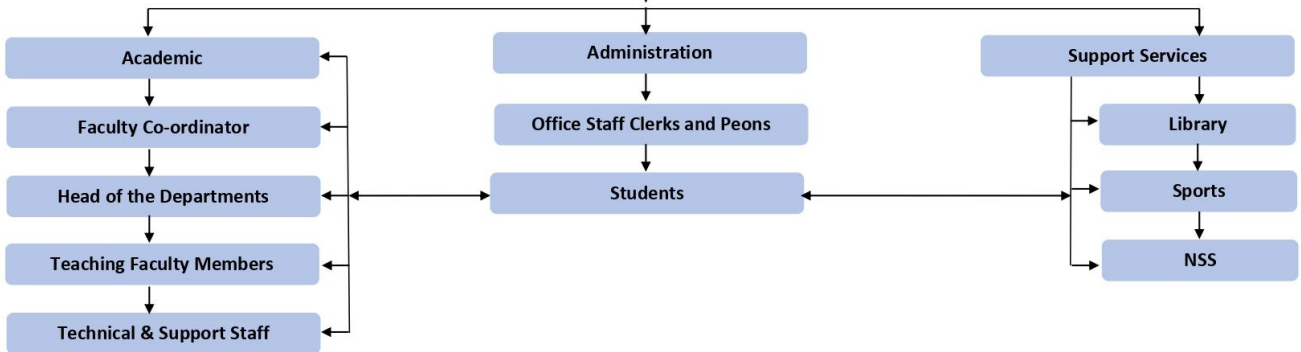 Academic
Faculty Co-ordinator
Head of the Departments
Teaching Faculty Members
Technical & Support Staff
Administration
Office Staff Clerks and Peons
Students
Support Services
Library
Sports
NSS